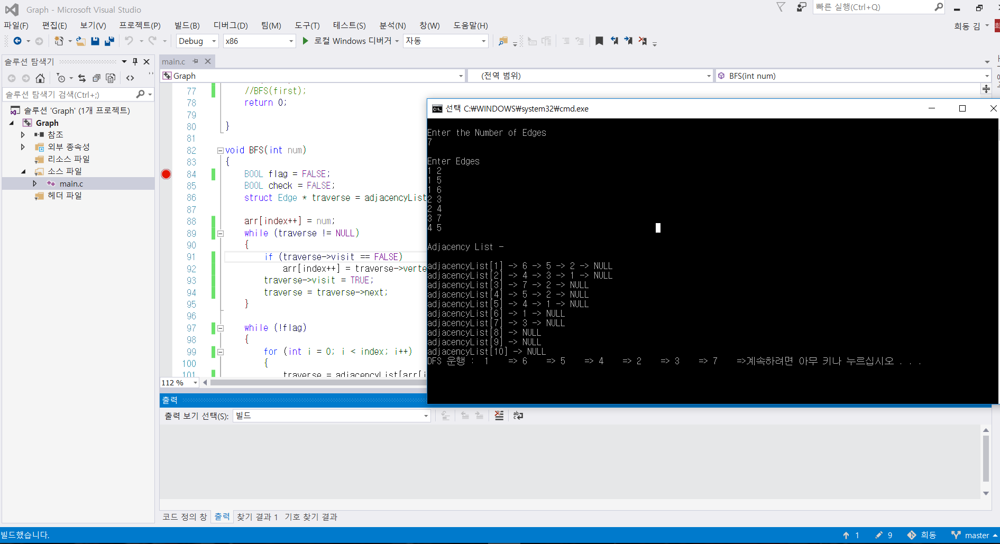 Graph - Microsoft Visual Studio
빠른 실행(Ctrl+Q)
파일(F) 편집(E) 보기(V) 프로젝트(P) 빌드(B) 디버그(D) 팀(M) 도구(T) 테스트(S) 분석(N) 창(W) 도움말(H)
희동 김
Debug x86 로컬 Windows 디버거 자동
솔루션 탐색기
솔루션 탐색기 검색(Ctrl+;)
솔루션 'Graph' (1개 프로젝트)
Graph
참조
외부 종속성
리소스 파일
소스 파일
main.c
헤더 파일
main.c
Graph (전역 범위) BFS(int num)
77 //BFS(first);
78 return 0;
79
80 }
81
82 void BFS(int num)
83 {
84 BOOL flag = FALSE;
85 BOOL check = FALSE;
86 struct Edge * traverse = adjacencyList
87
88 arr[index++] = num;
89 while (traverse != NULL)
90 {
91 if (traverse->visit == FALSE)
92 arr[index++] = traverse->verte
93 traverse->visit = TRUE;
94 traverse = traverse->next;
95 }
96
97 while (!flag)
98 {
99 for (int i = 0; i < index; i++)
100 {
101 traverse = adjacencyList[arr[i
112 %
선택 C:₩WINDOWS₩system32₩cmd.exe
Enter the Number of Edges
7
Enter Edges
1 2
1 5
1 6
2 3
2 4
3 7
4 5
Adjacency List -
adjacencyList[1] -> 6 -> 5 -> 2 -> NULL
adjacencyList[2] -> 4 -> 3 -> 1 -> NULL
adjacencyList[3] -> 7 -> 2 -> NULL
adjacencyList[4] -> 5 -> 2 -> NULL
adjacencyList[5] -> 4 -> 1 -> NULL
adjacencyList[6] -> 1 -> NULL
adjacencyList[7] -> 3 -> NULL
adjacencyList[8] -> NULL
adjacencyList[9] -> NULL
adjacencyList[10] -> NULL
DFS 운행 : 1 => 6 => 5 => 4 => 2 => 3 => 7 =>계속하려면 아무 키나 누르십시오 . . .
출력
출력 보기 선택(S): 빌드
코드 정의 창 출력 찾기 결과 1 기호 찾기 결과
빌드했습니다.
1 9 희동 master